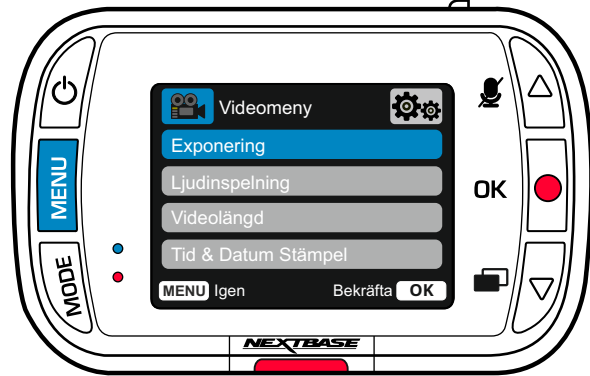 Videomeny
Exponering
Ljudinspelning
Videolängd
Tid & Datum Stämpel
MENU Igen Bekräfta OK
MENU
MODE
OK
NEXTBASE